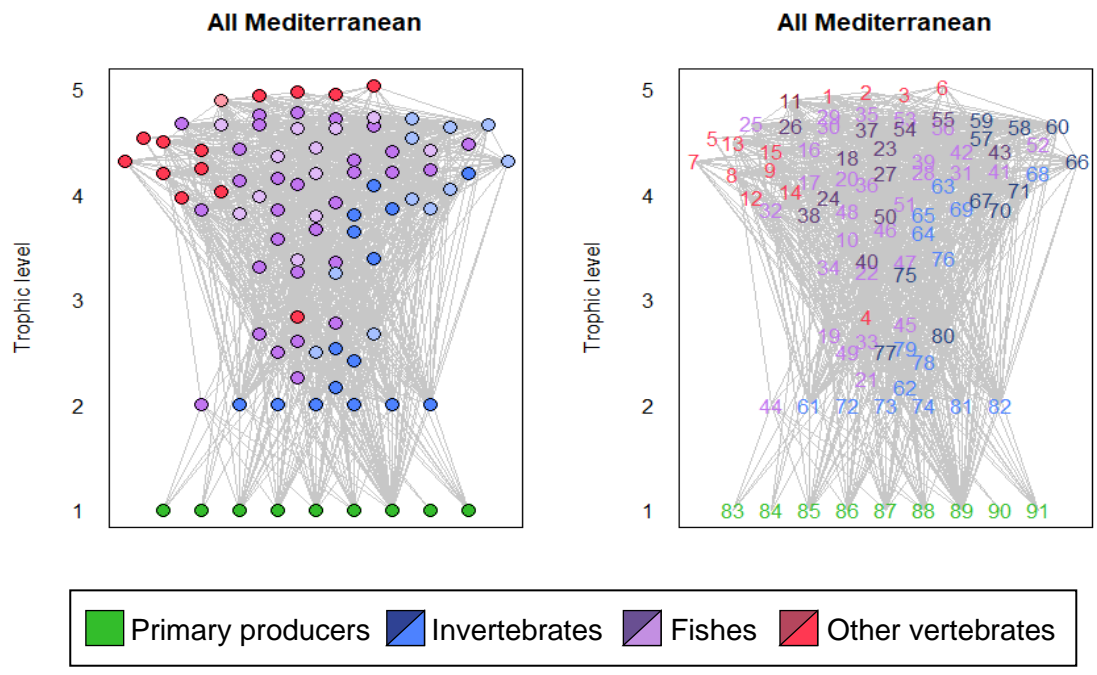 All Mediterranean
Trophic level
5
4
3
2
1
All Mediterranean
Trophic level
5
4
3
2
1
6
11 1 2 3
25 26 29 30 35 37 53 54 55 56 59 58 60
5 13 15 16 18 23 39 42 57 43 52 66
7 8 9 17 20 36 27 28 63 31 41 68
12 14 24 32 38 48 50 51 65 69 67 70 71
10 46 64
34 40 22 47 75 76
4
19 33 45 80
49 77 79 78
21 62
44 61 72 73 74 81 82
83 84 85 86 87 88 89 90 91
Primary producers
Invertebrates
Fishes
Other vertebrates